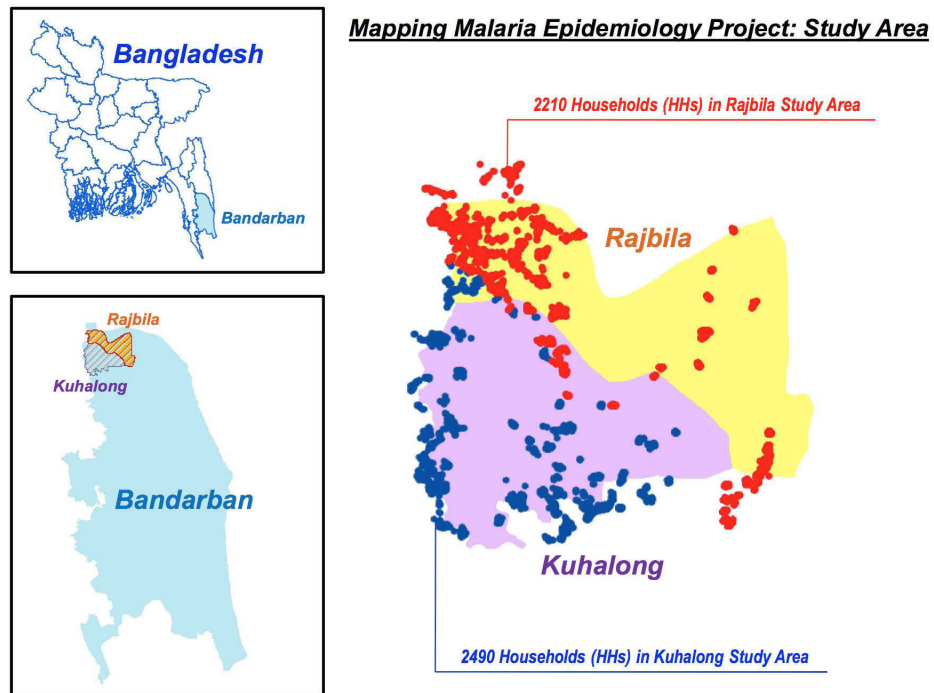 Mapping Malaria Epidemiology Project: Study Area
Bangladesh
Bandarban
2210 Households (HHs) in Rajbila Study Area
Rajbila
Kuhalong
Rajbila
Kuhalong
Bandarban
2490 Households (HHs) in Kuhalong Study Area